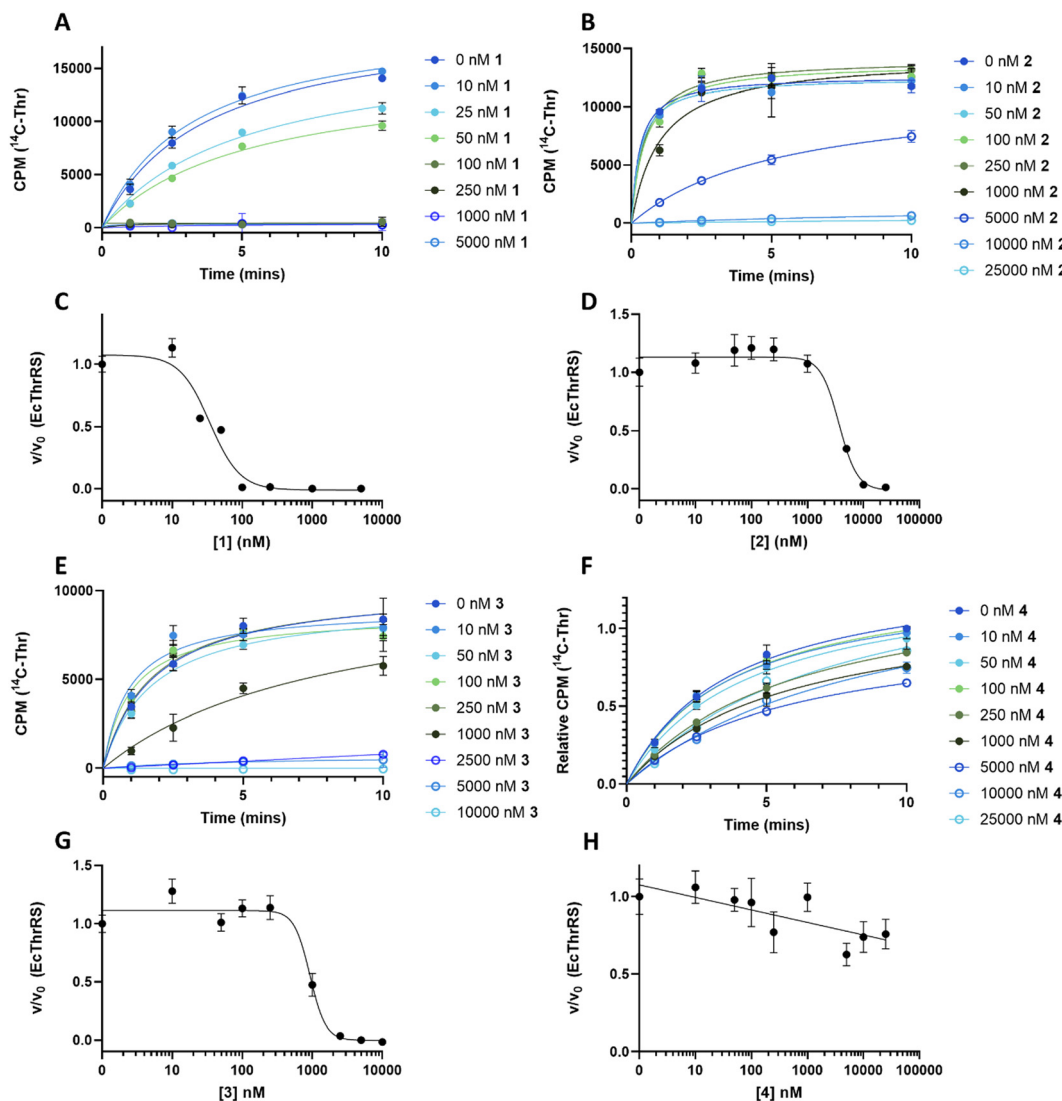 A
CPM (¹⁴C-Thr)
15000
10000
5000
0
0
5
10
Time (mins)
0 nM 1
10 nM 1
25 nM 1
50 nM 1
100 nM 1
250 nM 1
1000 nM 1
5000 nM 1
B
CPM (¹⁴C-Thr)
15000
10000
5000
0
0
5
10
Time (mins)
0 nM 2
10 nM 2
50 nM 2
100 nM 2
250 nM 2
1000 nM 2
5000 nM 2
10000 nM 2
25000 nM 2
C
v/v₀ (EcThrRS)
1.0
0.5
0.0
0
10
100
1000
10000
[1] (nM)
D
v/v₀ (EcThrRS)
1.5
1.0
0.5
0.0
0
10
100
1000
10000
100000
[2] (nM)
E
CPM (¹⁴C-Thr)
10000
5000
0
0
5
10
Time (mins)
0 nM 3
10 nM 3
50 nM 3
100 nM 3
250 nM 3
1000 nM 3
2500 nM 3
5000 nM 3
10000 nM 3
F
Relative CPM (¹⁴C-Thr)
1.0
0.5
0.0
0
5
10
Time (mins)
0 nM 4
10 nM 4
50 nM 4
100 nM 4
250 nM 4
1000 nM 4
5000 nM 4
10000 nM 4
25000 nM 4
G
v/v₀ (EcThrRS)
1.5
1.0
0.5
0.0
0
10
100
1000
10000
[3] nM
H
v/v₀ (EcThrRS)
1.0
0.5
0.0
0
10
100
1000
10000
100000
[4] nM